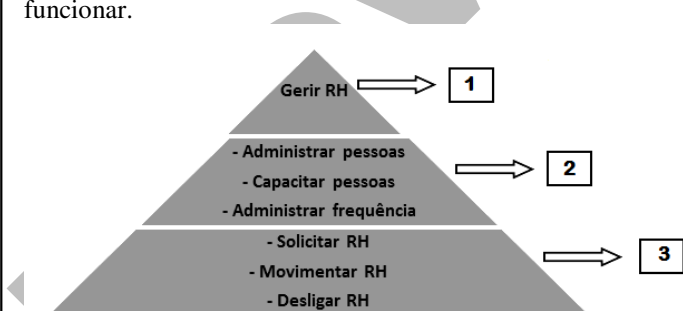 funcionar.
Gerir RH
1
- Administrar pessoas
- Capacitar pessoas
- Administrar frequência
2
- Solicitar RH
- Movimentar RH
- Desligar RH
3